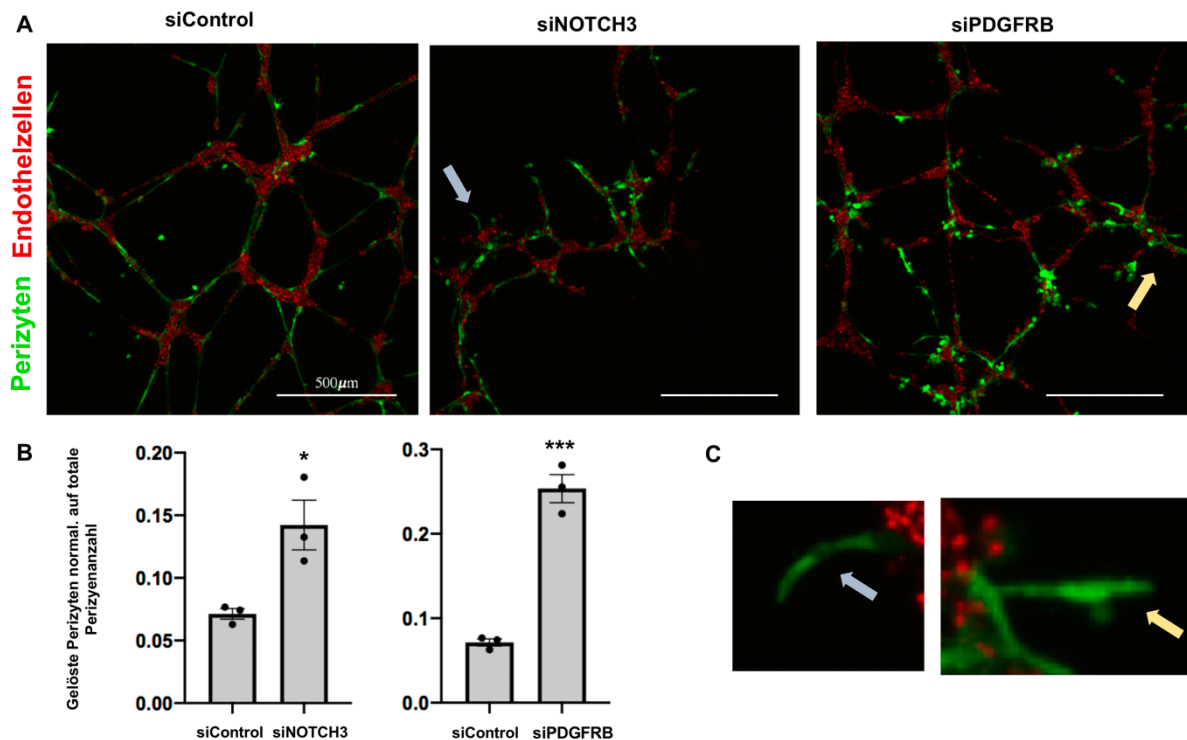 A
siControl
siNOTCH3
siPDGFRB
Perizyten Endothelzellen
500µm
B
Gelöste Perizyten normal. auf totale
Perizyenanzahl
0.20
0.15
0.10
0.05
0.00
*
siControl
siNOTCH3
0.3
0.2
0.1
0.0
***
siControl
siPDGFRB
C